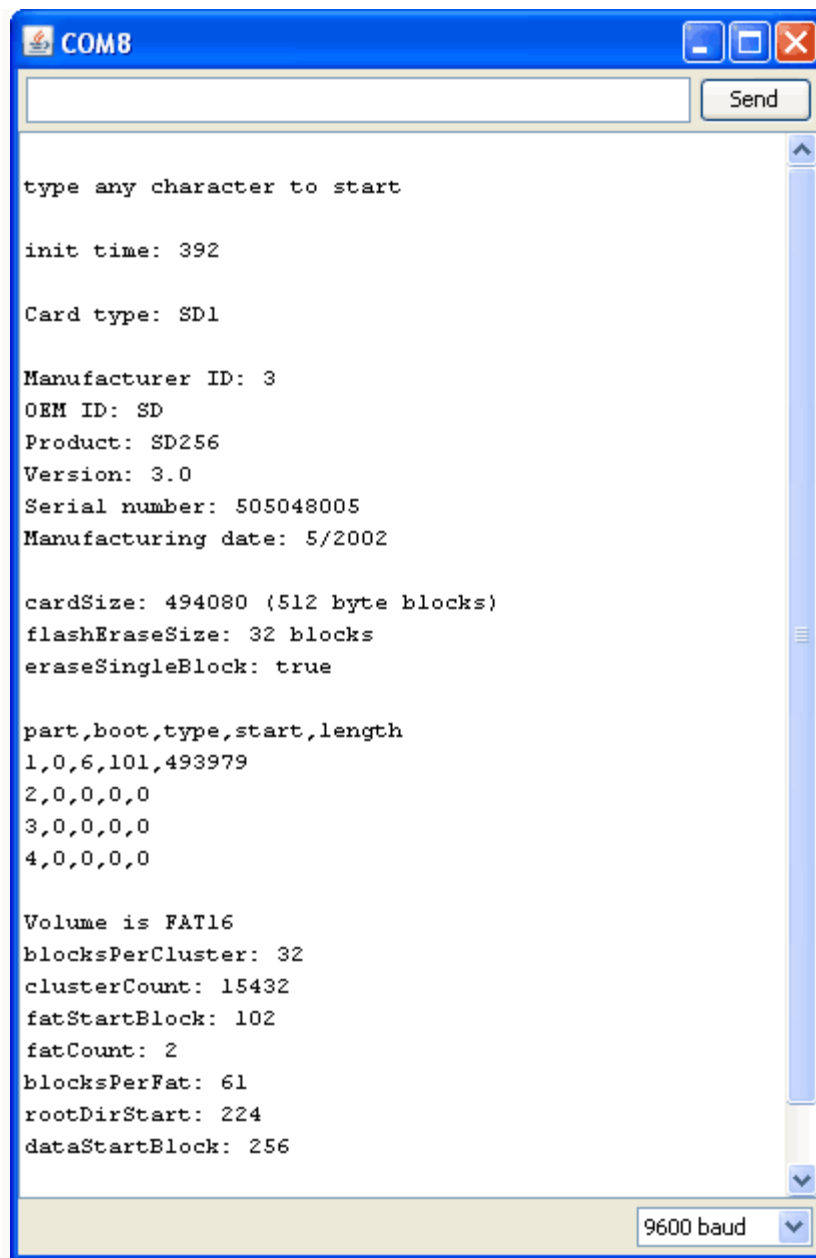 COM8
Send
type any character to start
init time: 392
Card type: SD1
Manufacturer ID: 3
OEM ID: SD
Product: SD256
Version: 3.0
Serial number: 505048005
Manufacturing date: 5/2002
cardSize: 494080 (512 byte blocks)
flashEraseSize: 32 blocks
eraseSingleBlock: true
part,boot,type,start,length
1,0,6,101,493979
2,0,0,0,0
3,0,0,0,0
4,0,0,0,0
Volume is FAT16
blocksPerCluster: 32
clusterCount: 15432
fatStartBlock: 102
fatCount: 2
blocksPerFat: 61
rootDirStart: 224
dataStartBlock: 256
9600 baud